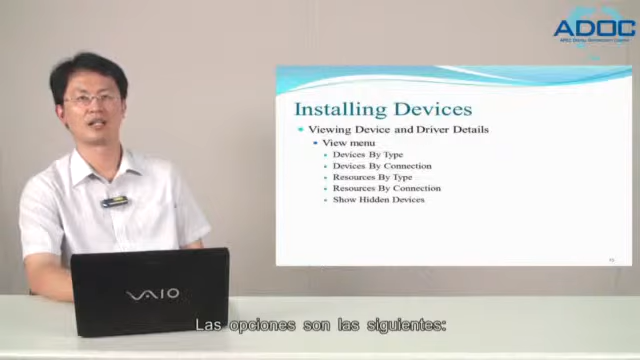 ADOC
Installing Devices
Viewing Device and Driver Details
View menu
Devices By Type
Devices By Connection
Resources By Type
Resources By Connection
Show Hidden Devices
VAIO
Las opciones son las siguientes: